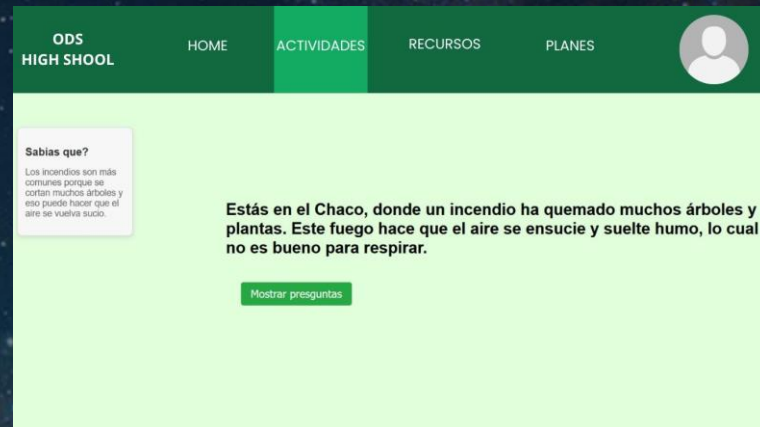 ODS
HIGH SHOOL
HOME
ACTIVIDADES
RECURSOS
PLANES
Sabias que?
Los incendios son más
comunes porque se
cortan muchos árboles y
eso puede hacer que el
aire se vuelva sucio.
Estás en el Chaco, donde un incendio ha quemado muchos árboles y
plantas. Este fuego hace que el aire se ensucie y suelte humo, lo cual
no es bueno para respirar.
Mostrar presguntas